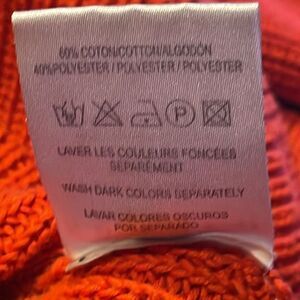 60% COTON/COTTON/ALGODÓN
40%POLYESTER / POLYESTER / POLYESTER
P
LAVER LES COULEURS FONCÉES
SÉPARÉMENT
WASH DARK COLORS SEPARATELY
LAVAR COLORES OSCUROS
POR SEPARADO